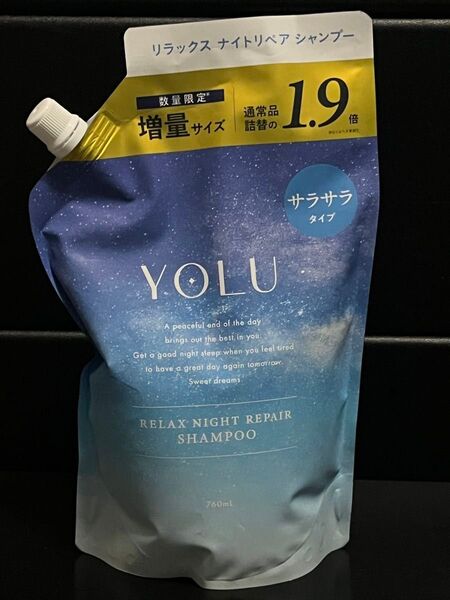 リラックス ナイトリペア シャンプー
数量限定*
増量サイズ
通常品
詰替の
1.9倍
サラサラ
タイプ
YOLU
A peaceful end of the day
brings out the best in you.
Get a good night sleep when you feel tired
to have a great day again tomorrow.
Sweet dreams
RELAX NIGHT REPAIR
SHAMPOO
760mL